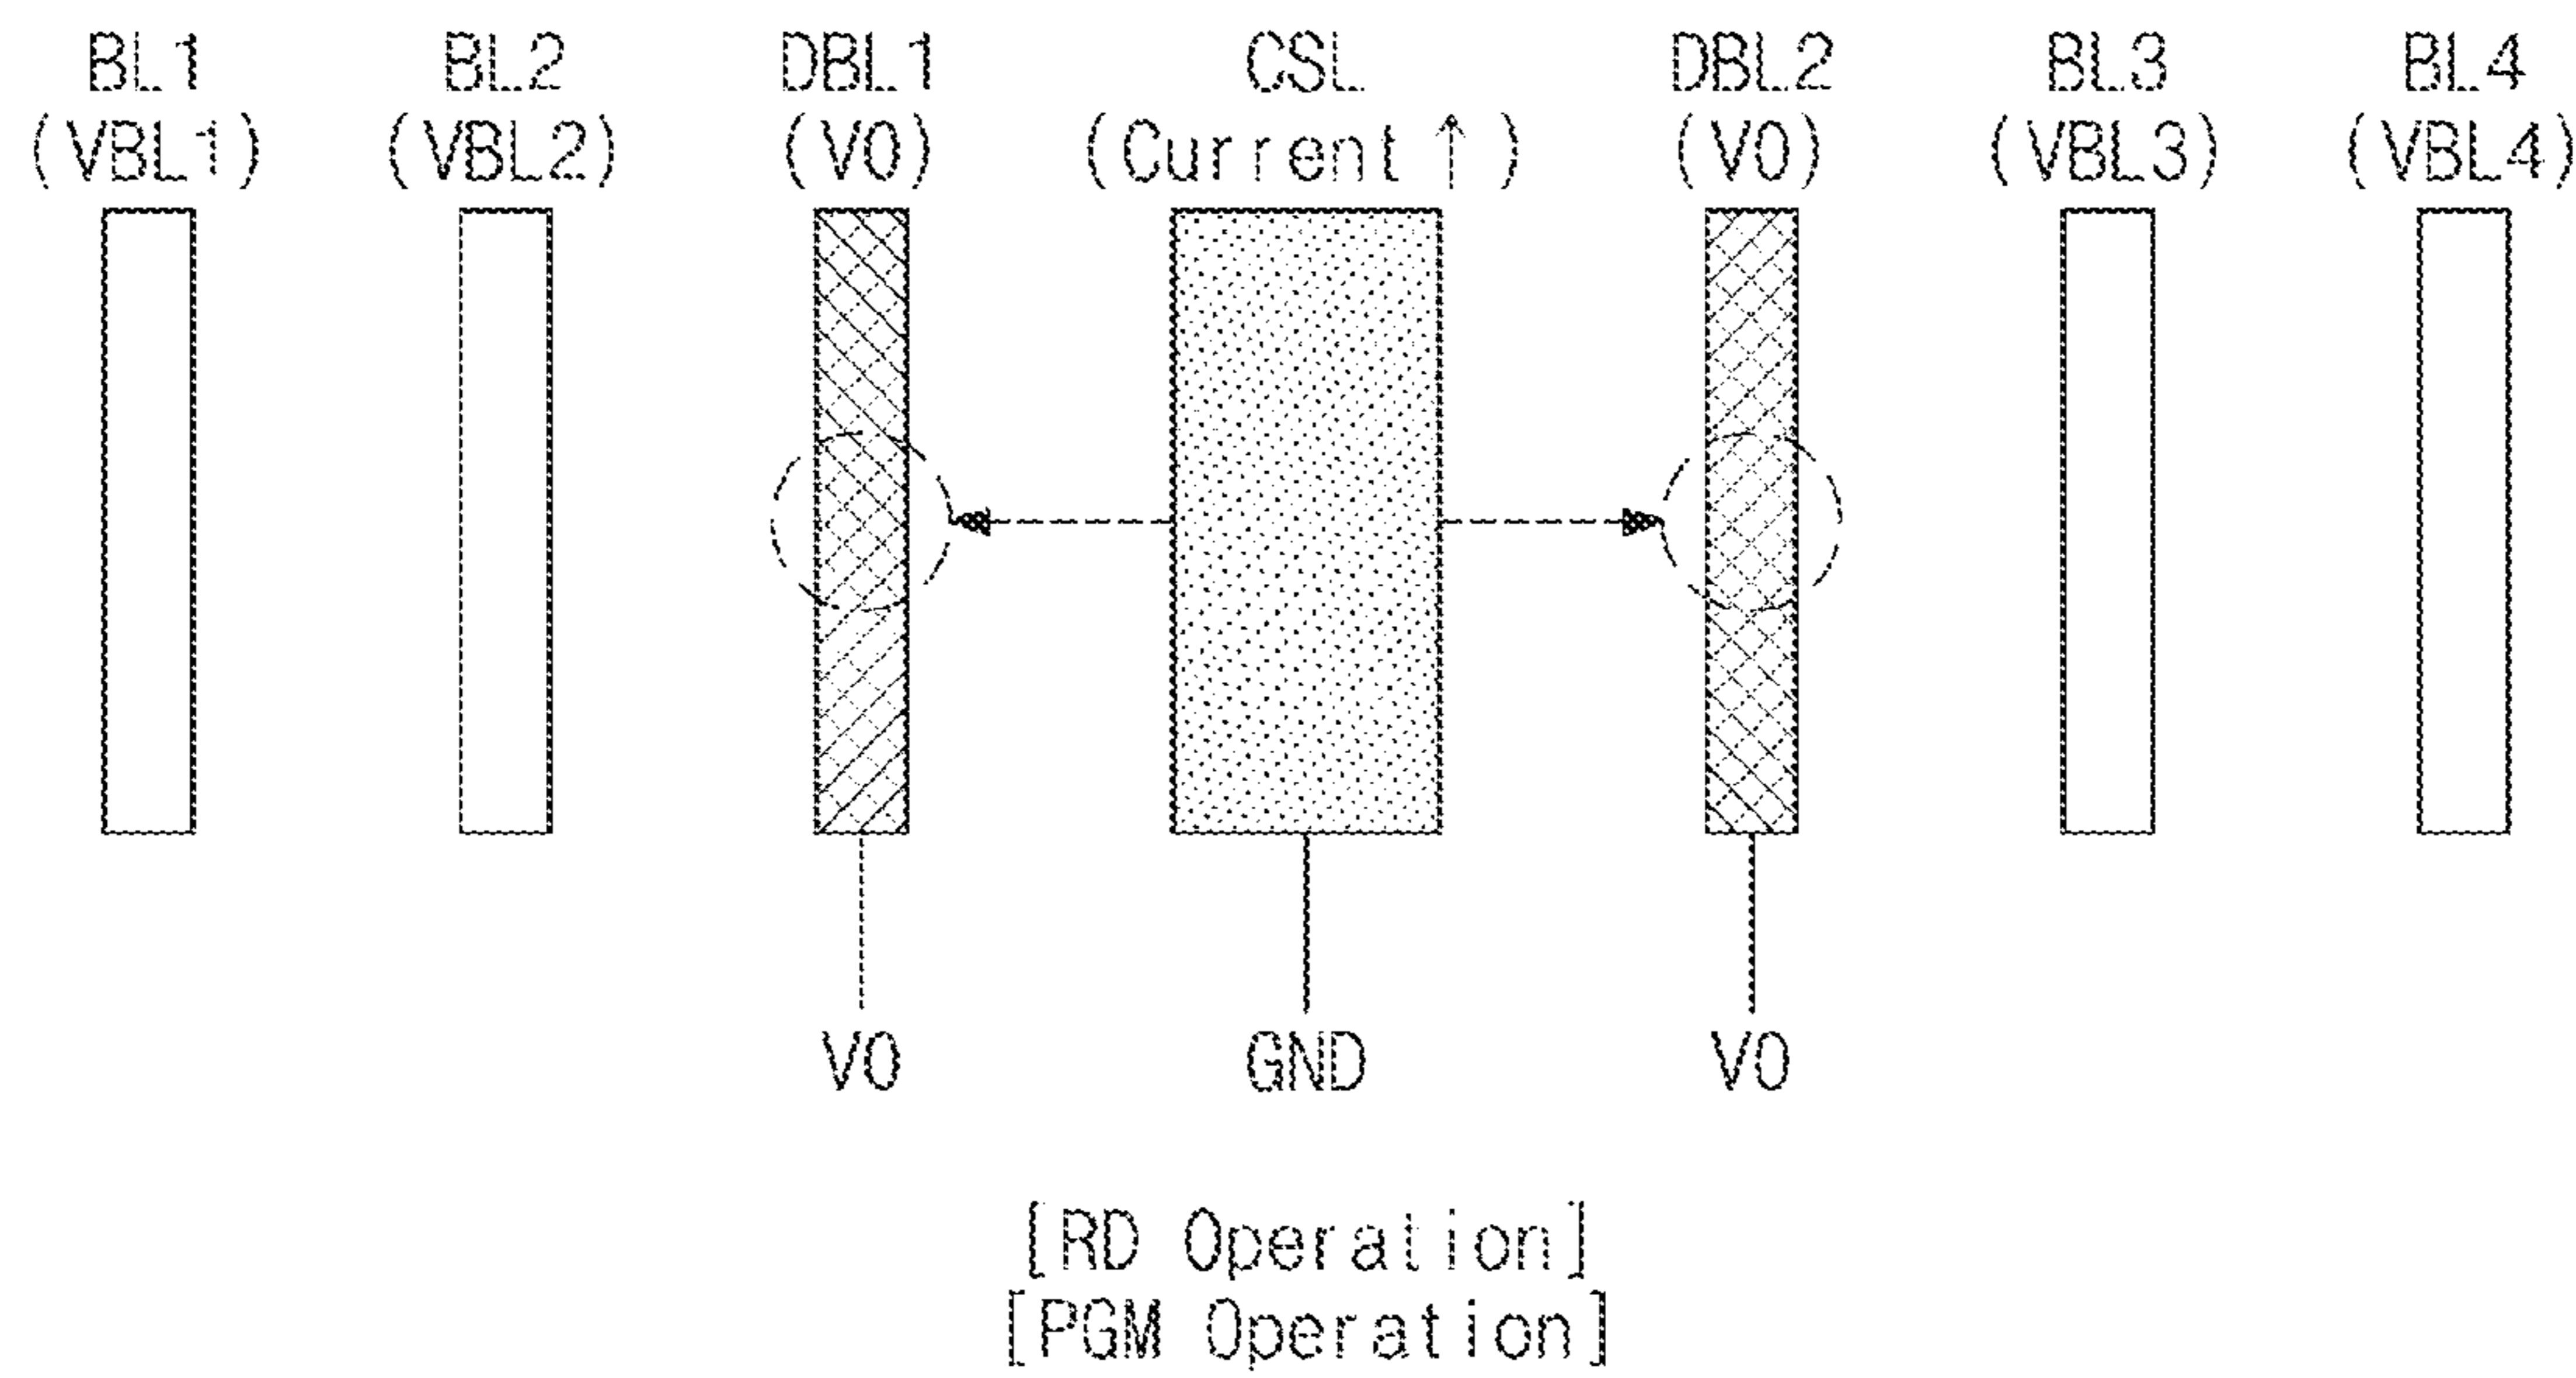 BL1 BL2 DBL1 CSL DBL2 BL3 BL4
(VBL1) (VBL2) (V0) (Current↑) (V0) (VBL3) (VBL4)
V0 GND V0
[RD Operation]
[PGM Operation]